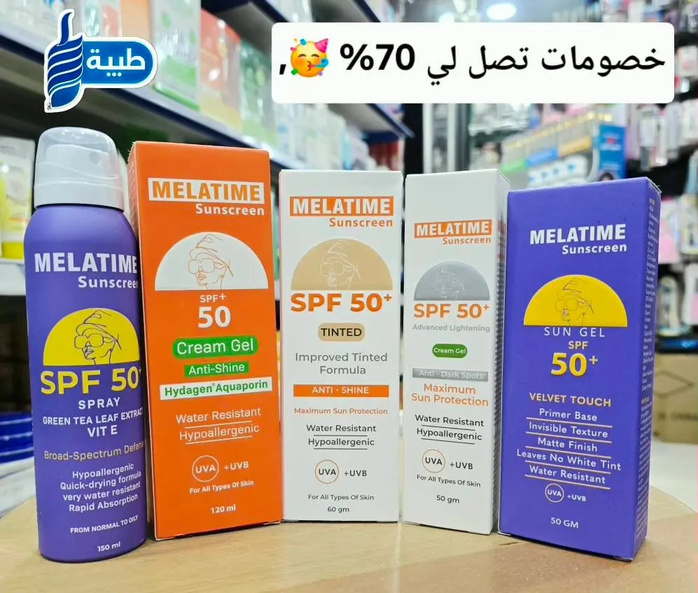 طيبة
خصومات تصل لي 70% 🥳,
MELATIME
Sunscreen
SPF 50+
SPRAY
GREEN TEA LEAF EXTRACT
VIT E
Broad-Spectrum Defense
Hypoallergenic
Quick-drying formula
very water resistant
Rapid Absorption
FROM NORMAL TO OILY
150 ml
MELATIME
Sunscreen
SPF+
50
Cream Gel
Anti-Shine
Hydagen®Aquaporin
Water Resistant
Hypoallergenic
UVA +UVB
For All Types Of Skin
120 ml
MELATIME
Sunscreen
SPF 50+
TINTED
Improved Tinted
Formula
ANTI - SHINE
Maximum Sun Protection
Water Resistant
Hypoallergenic
UVA +UVB
For All Types Of Skin
60 gm
MELATIME
Sunscreen
SPF 50+
Advanced Lightening
Cream Gel
Anti - Dark Spots
Maximum
Sun Protection
Water Resistant
Hypoallergenic
UVA +UVB
For All Types Of Skin
50 gm
MELATIME
Sunscreen
SUN GEL
SPF
50+
VELVET TOUCH
Primer Base
Invisible Texture
Matte Finish
Leaves No White Tint
Water Resistant
UVA +UVB
50 GM